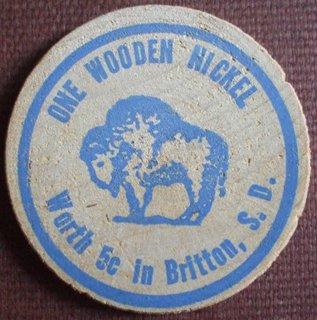 ONE WOODEN NICKEL
Worth 5c in Britton, S. D.